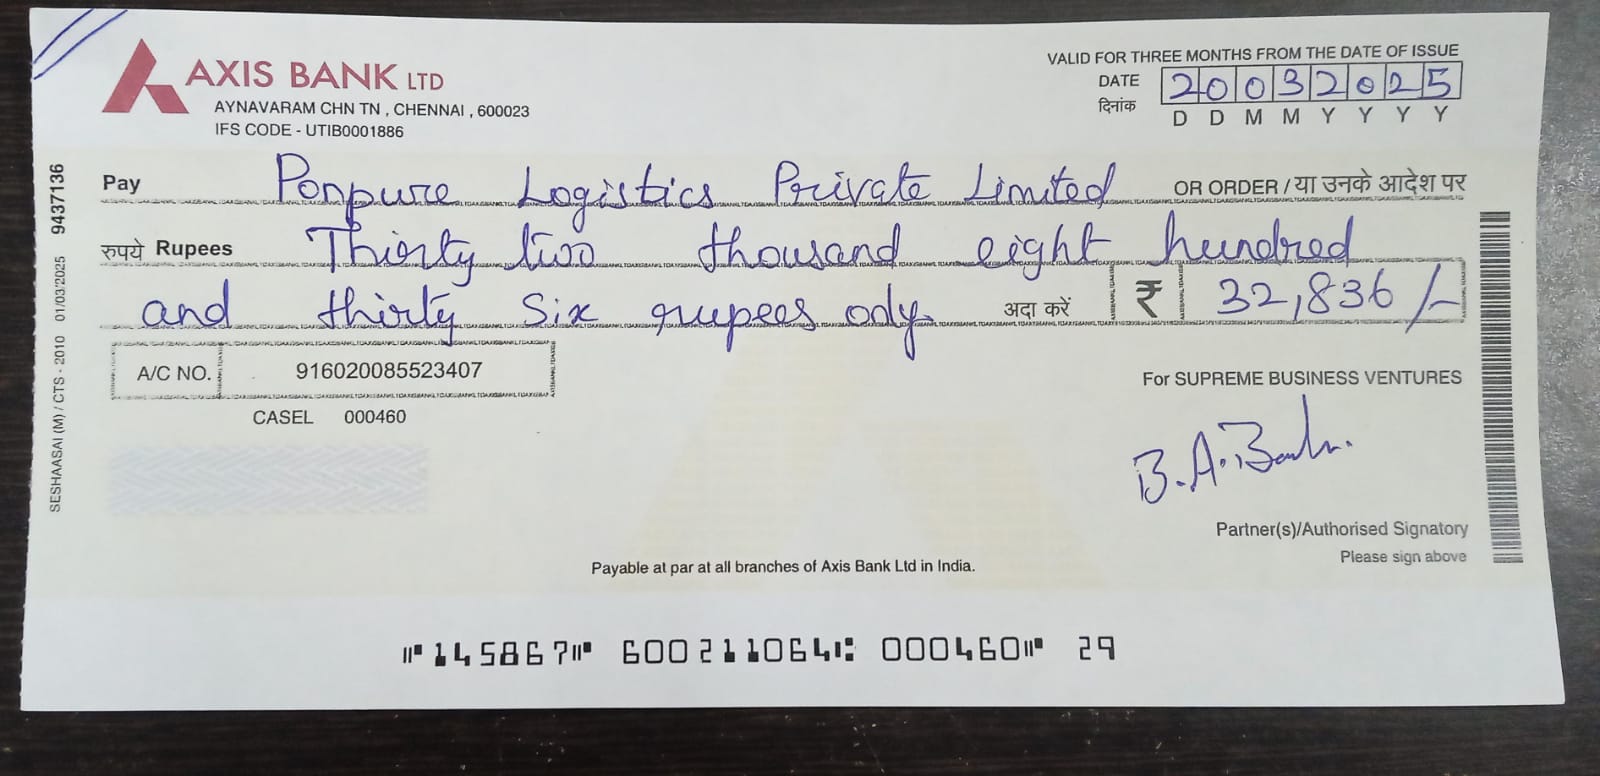 AXIS BANK LTD
AYNAVARAM CHN TN , CHENNAI , 600023
IFS CODE - UTIB0001886
VALID FOR THREE MONTHS FROM THE DATE OF ISSUE
DATE 20032025
दिनांक D D M M Y Y Y Y
Pay Ponpure Logistics Private Limited OR ORDER / या उनके आदेश पर
रुपये Rupees Thirty two thousand eight hundred
and thirty six rupees only. अदा करें ₹ 32,836/-
A/C NO. 916020085523407
CASEL 000460
For SUPREME BUSINESS VENTURES
B.A.
Partner(s)/Authorised Signatory
Please sign above
Payable at par at all branches of Axis Bank Ltd in India.
⑈145867⑈ 600211064⑆ 000460⑈ 29
SESHAASAI (M) / CTS - 2010 01/03/2025 9437136